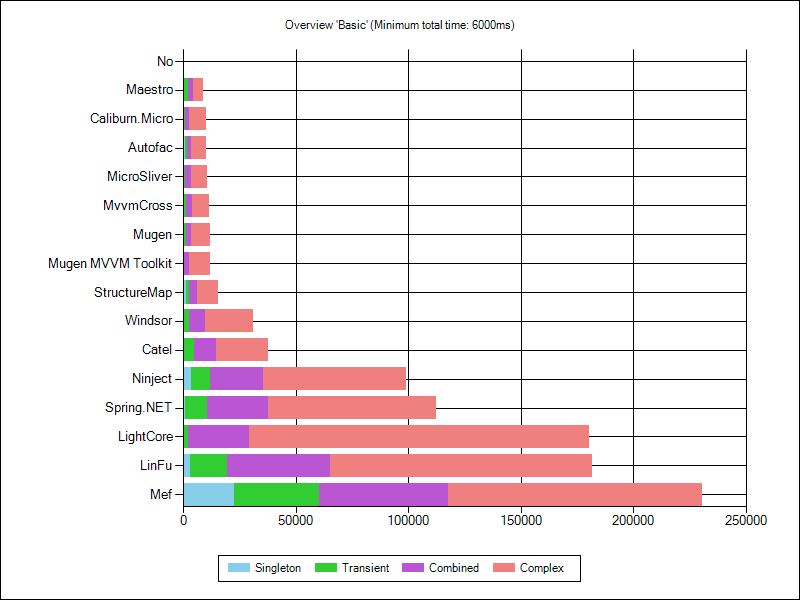 Overview 'Basic' (Minimum total time: 6000ms)
No
Maestro
Caliburn.Micro
Autofac
MicroSliver
MvvmCross
Mugen
Mugen MVVM Toolkit
StructureMap
Windsor
Catel
Ninject
Spring.NET
LightCore
LinFu
Mef
0 50000 100000 150000 200000 250000
Singleton Transient Combined Complex